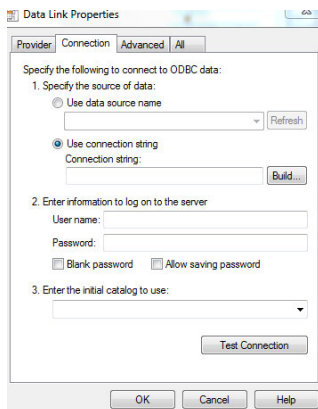 Data Link Properties
Provider Connection Advanced All
Specify the following to connect to ODBC data:
1. Specify the source of data:
Use data source name
Refresh
Use connection string
Connection string:
Build...
2. Enter information to log on to the server
User name:
Password:
Blank password Allow saving password
3. Enter the initial catalog to use:
Test Connection
OK Cancel Help